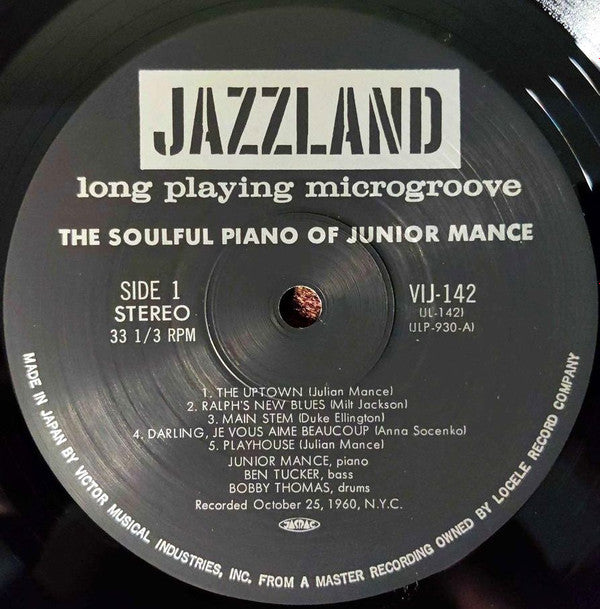 JAZZLAND
long playing microgroove
THE SOULFUL PIANO OF JUNIOR MANCE
SIDE 1
STEREO
33 1/3 RPM
VIJ-142
(JL-142)
(JLP-930-A)
1. THE UPTOWN (Julian Mance)
2. RALPH'S NEW BLUES (Milt Jackson)
3. MAIN STEM (Duke Ellington)
4. DARLING, JE VOUS AIME BEAUCOUP (Anna Socenko)
5. PLAYHOUSE (Julian Mance)
JUNIOR MANCE, piano
BEN TUCKER, bass
BOBBY THOMAS, drums
Recorded October 25, 1960, N.Y.C.
JASRAC
MADE IN JAPAN BY VICTOR MUSICAL INDUSTRIES, INC. FROM A MASTER RECORDING OWNED BY LOCELE RECORD COMPANY